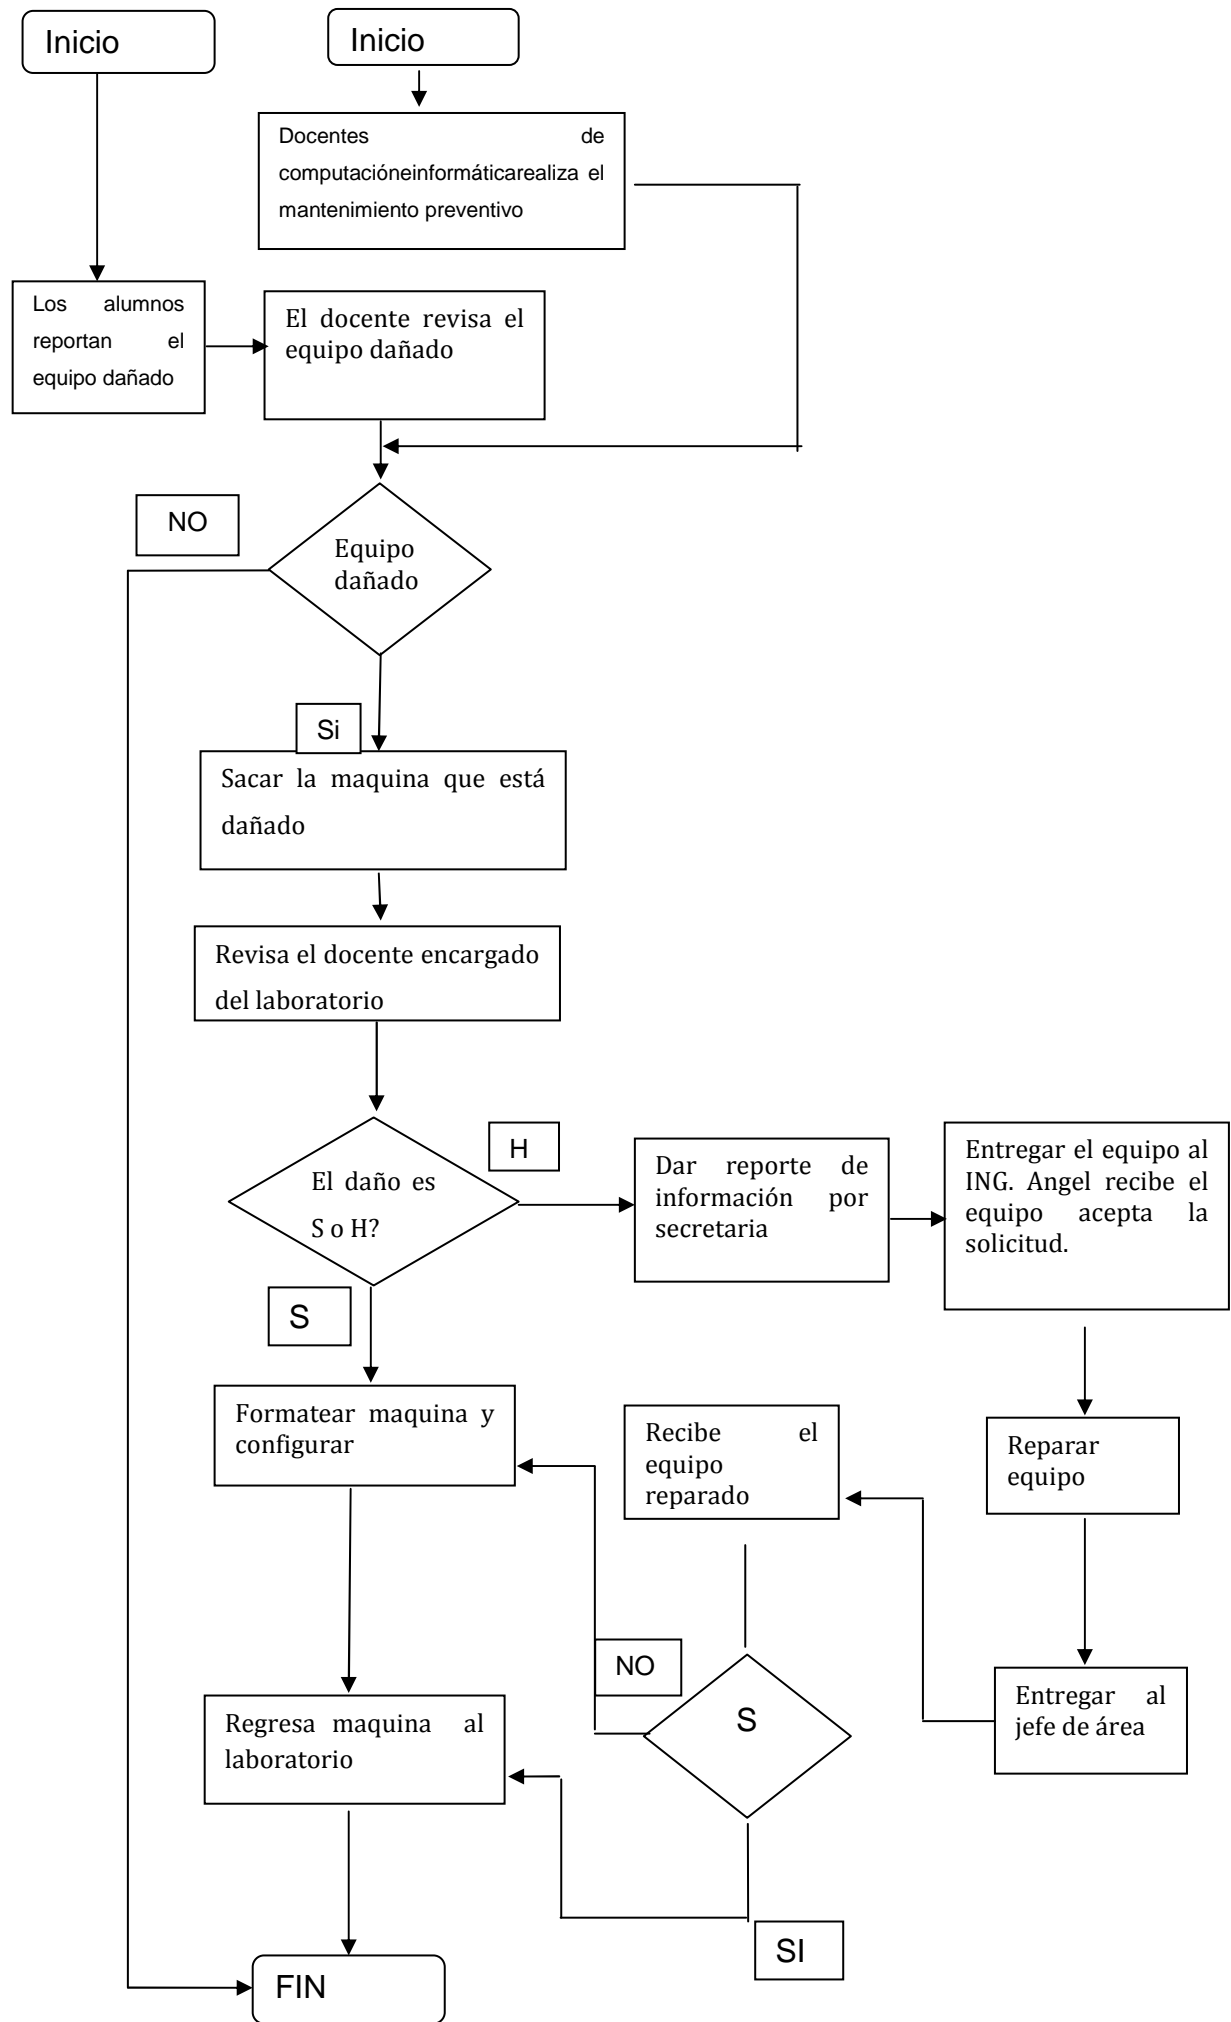 Inicio
Inicio
Docentes de
computacióneinformáticarealiza el
mantenimiento preventivo
Los alumnos
reportan el
equipo dañado
El docente revisa el
equipo dañado
NO
Equipo
dañado
Si
Sacar la maquina que está
dañado
Revisa el docente encargado
del laboratorio
El daño es
S o H?
H
Dar reporte de
información por
secretaria
Entregar el equipo al
ING. Angel recibe el
equipo acepta la
solicitud.
S
Formatear maquina y
configurar
Recibe el
equipo
reparado
Reparar
equipo
NO
S
Entregar al
jefe de área
Regresa maquina al
laboratorio
SI
FIN